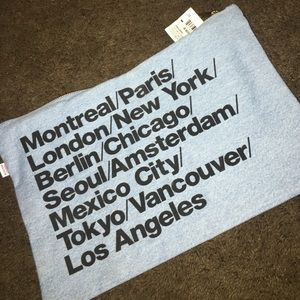 Montreal/Paris/
London/New York/
Berlin/Chicago/
Seoul/Amsterdam/
Mexico City/
Tokyo/Vancouver/
Los Angeles